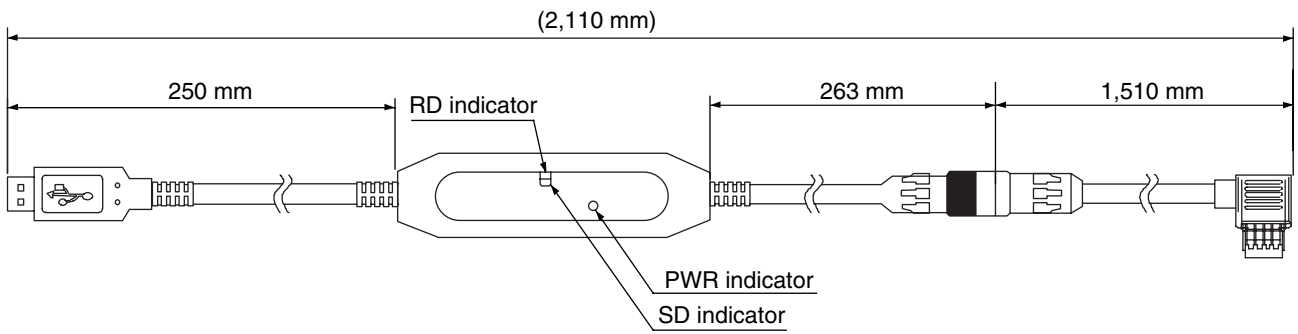 (2,110 mm)
250 mm
263 mm
1,510 mm
RD indicator
PWR indicator
SD indicator